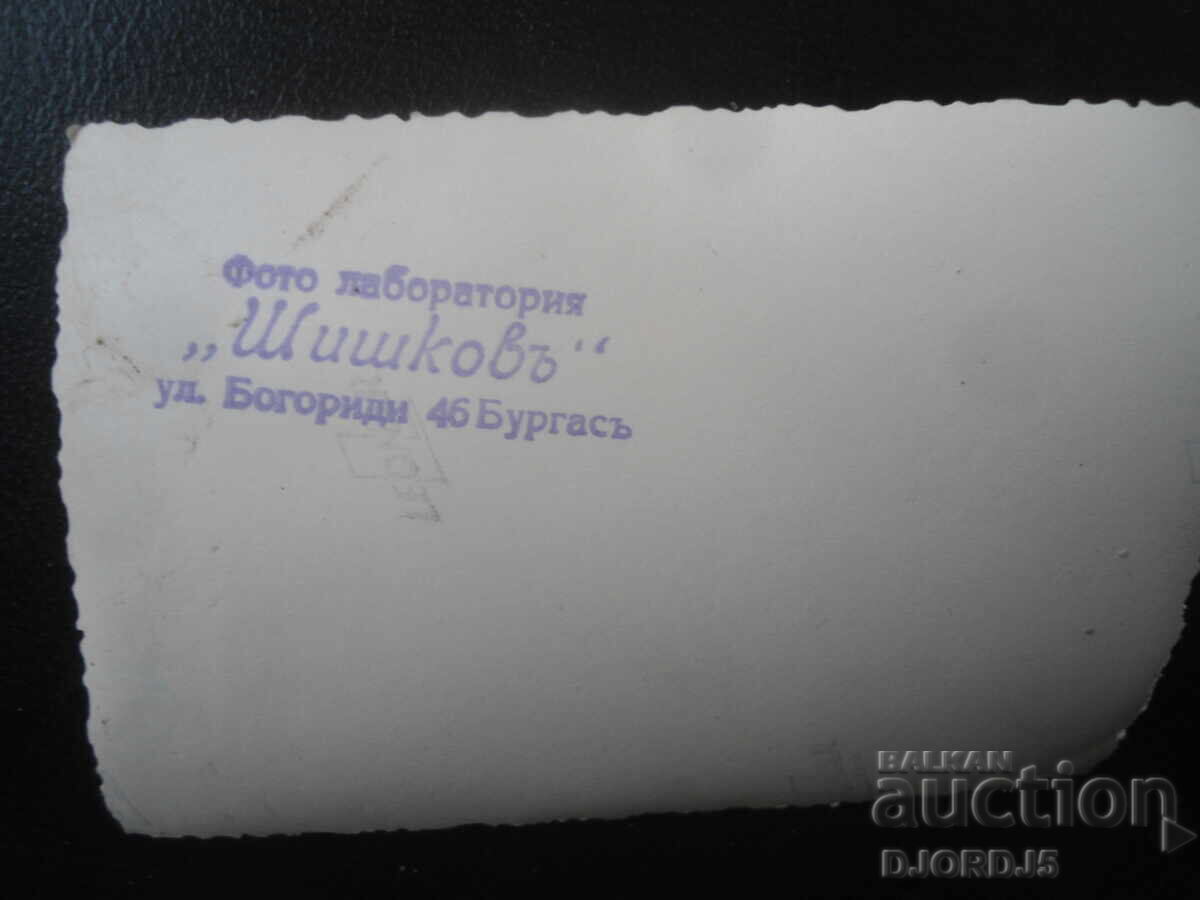 Фото лаборатория
„Шишковъ“
ул. Богориди 46 Бургасъ
BALKAN
auction
DJORDJ5